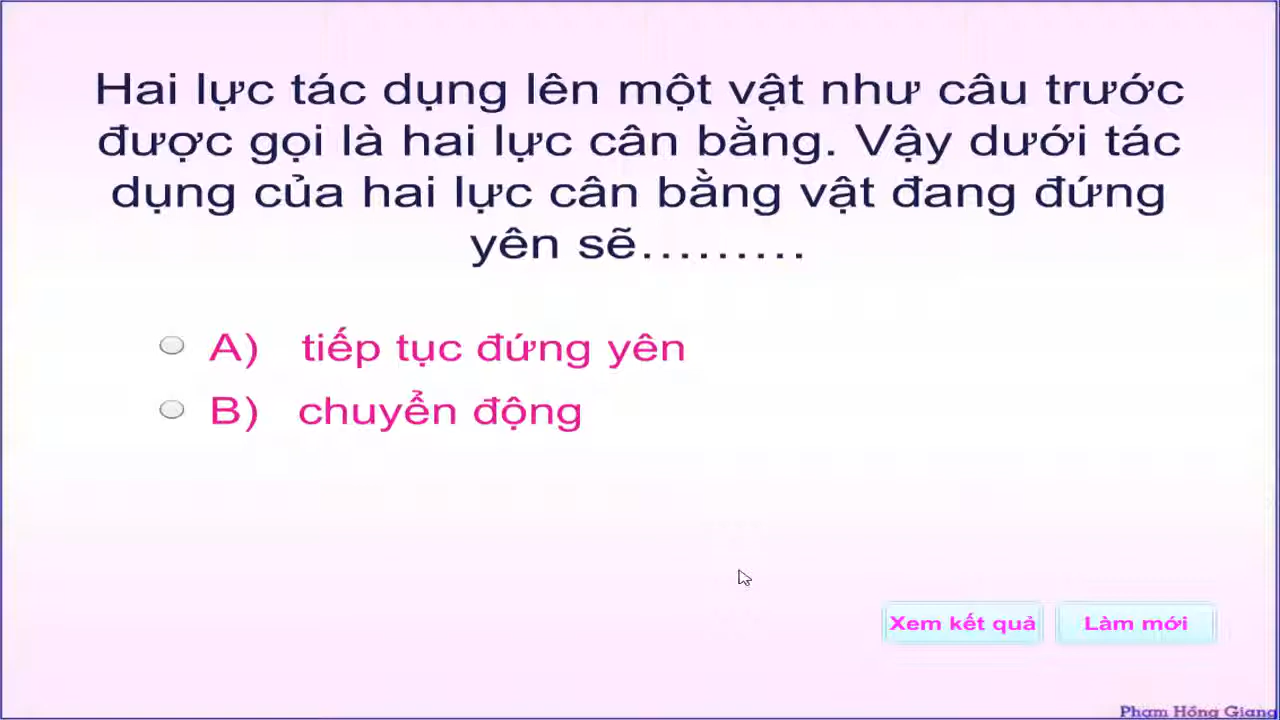 Hai lực tác dụng lên một vật như câu trước
được gọi là hai lực cân bằng. Vậy dưới tác
dụng của hai lực cân bằng vật đang đứng
yên sẽ.........
A) tiếp tục đứng yên
B) chuyển động
Xem kết quả
Làm mới
Phạm Hồng Giang